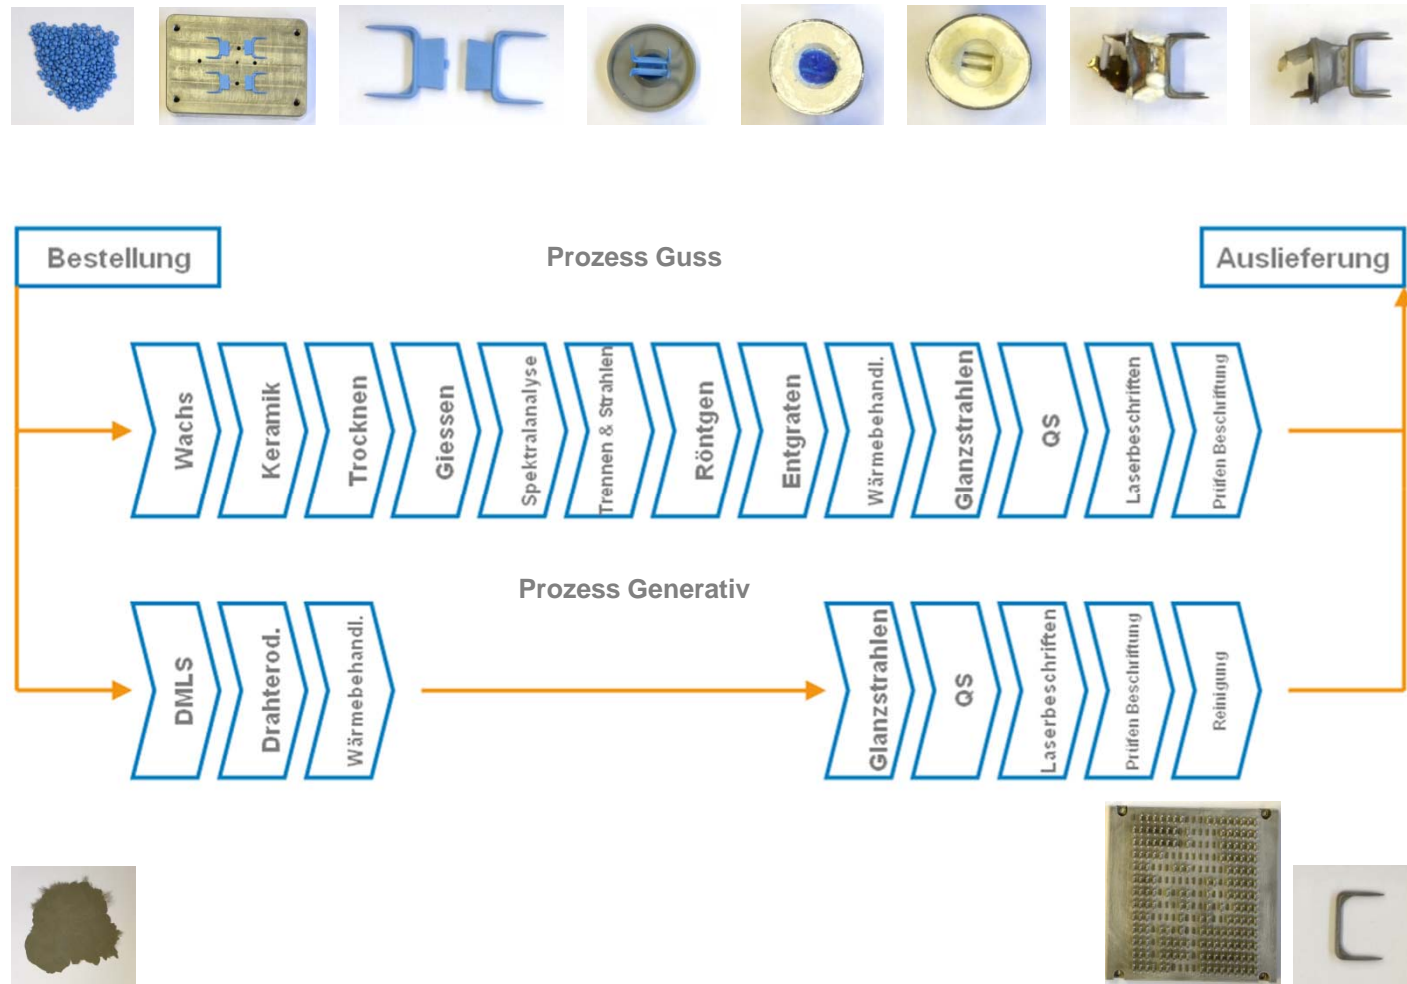 Bestellung
Prozess Guss
Auslieferung
Wachs
Keramik
Trocknen
Giessen
Spektralanalyse
Trennen & Strahlen
Röntgen
Entgraten
Wärmebehandl.
Glanzstrahlen
QS
Laserbeschriften
Prüfen Beschriftung
Prozess Generativ
DMLS
Drahterod.
Wärmebehandl.
Glanzstrahlen
QS
Laserbeschriften
Prüfen Beschriftung
Reinigung